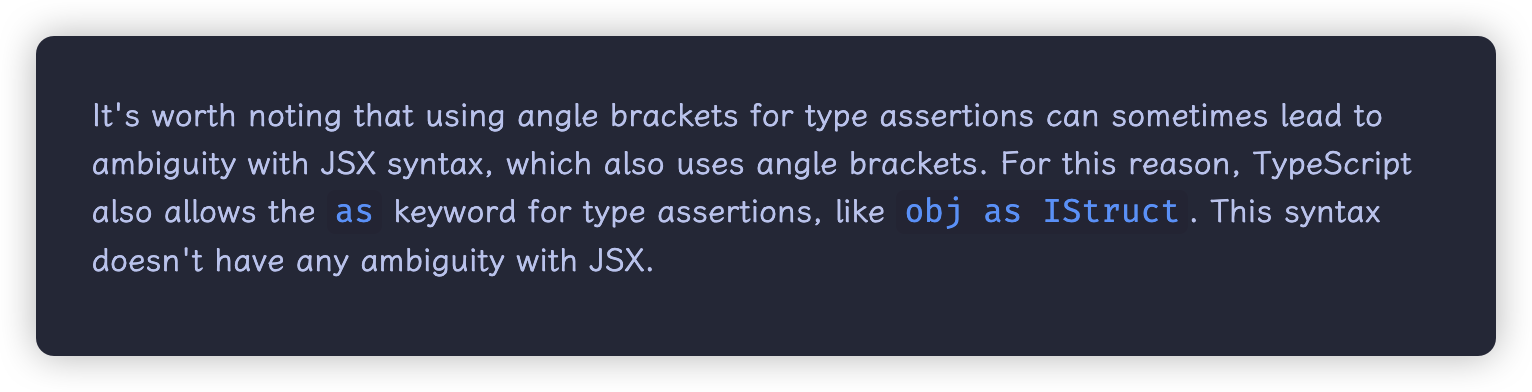 It's worth noting that using angle brackets for type assertions can sometimes lead to
ambiguity with JSX syntax, which also uses angle brackets. For this reason, TypeScript
also allows the as keyword for type assertions, like obj as IStruct. This syntax
doesn't have any ambiguity with JSX.